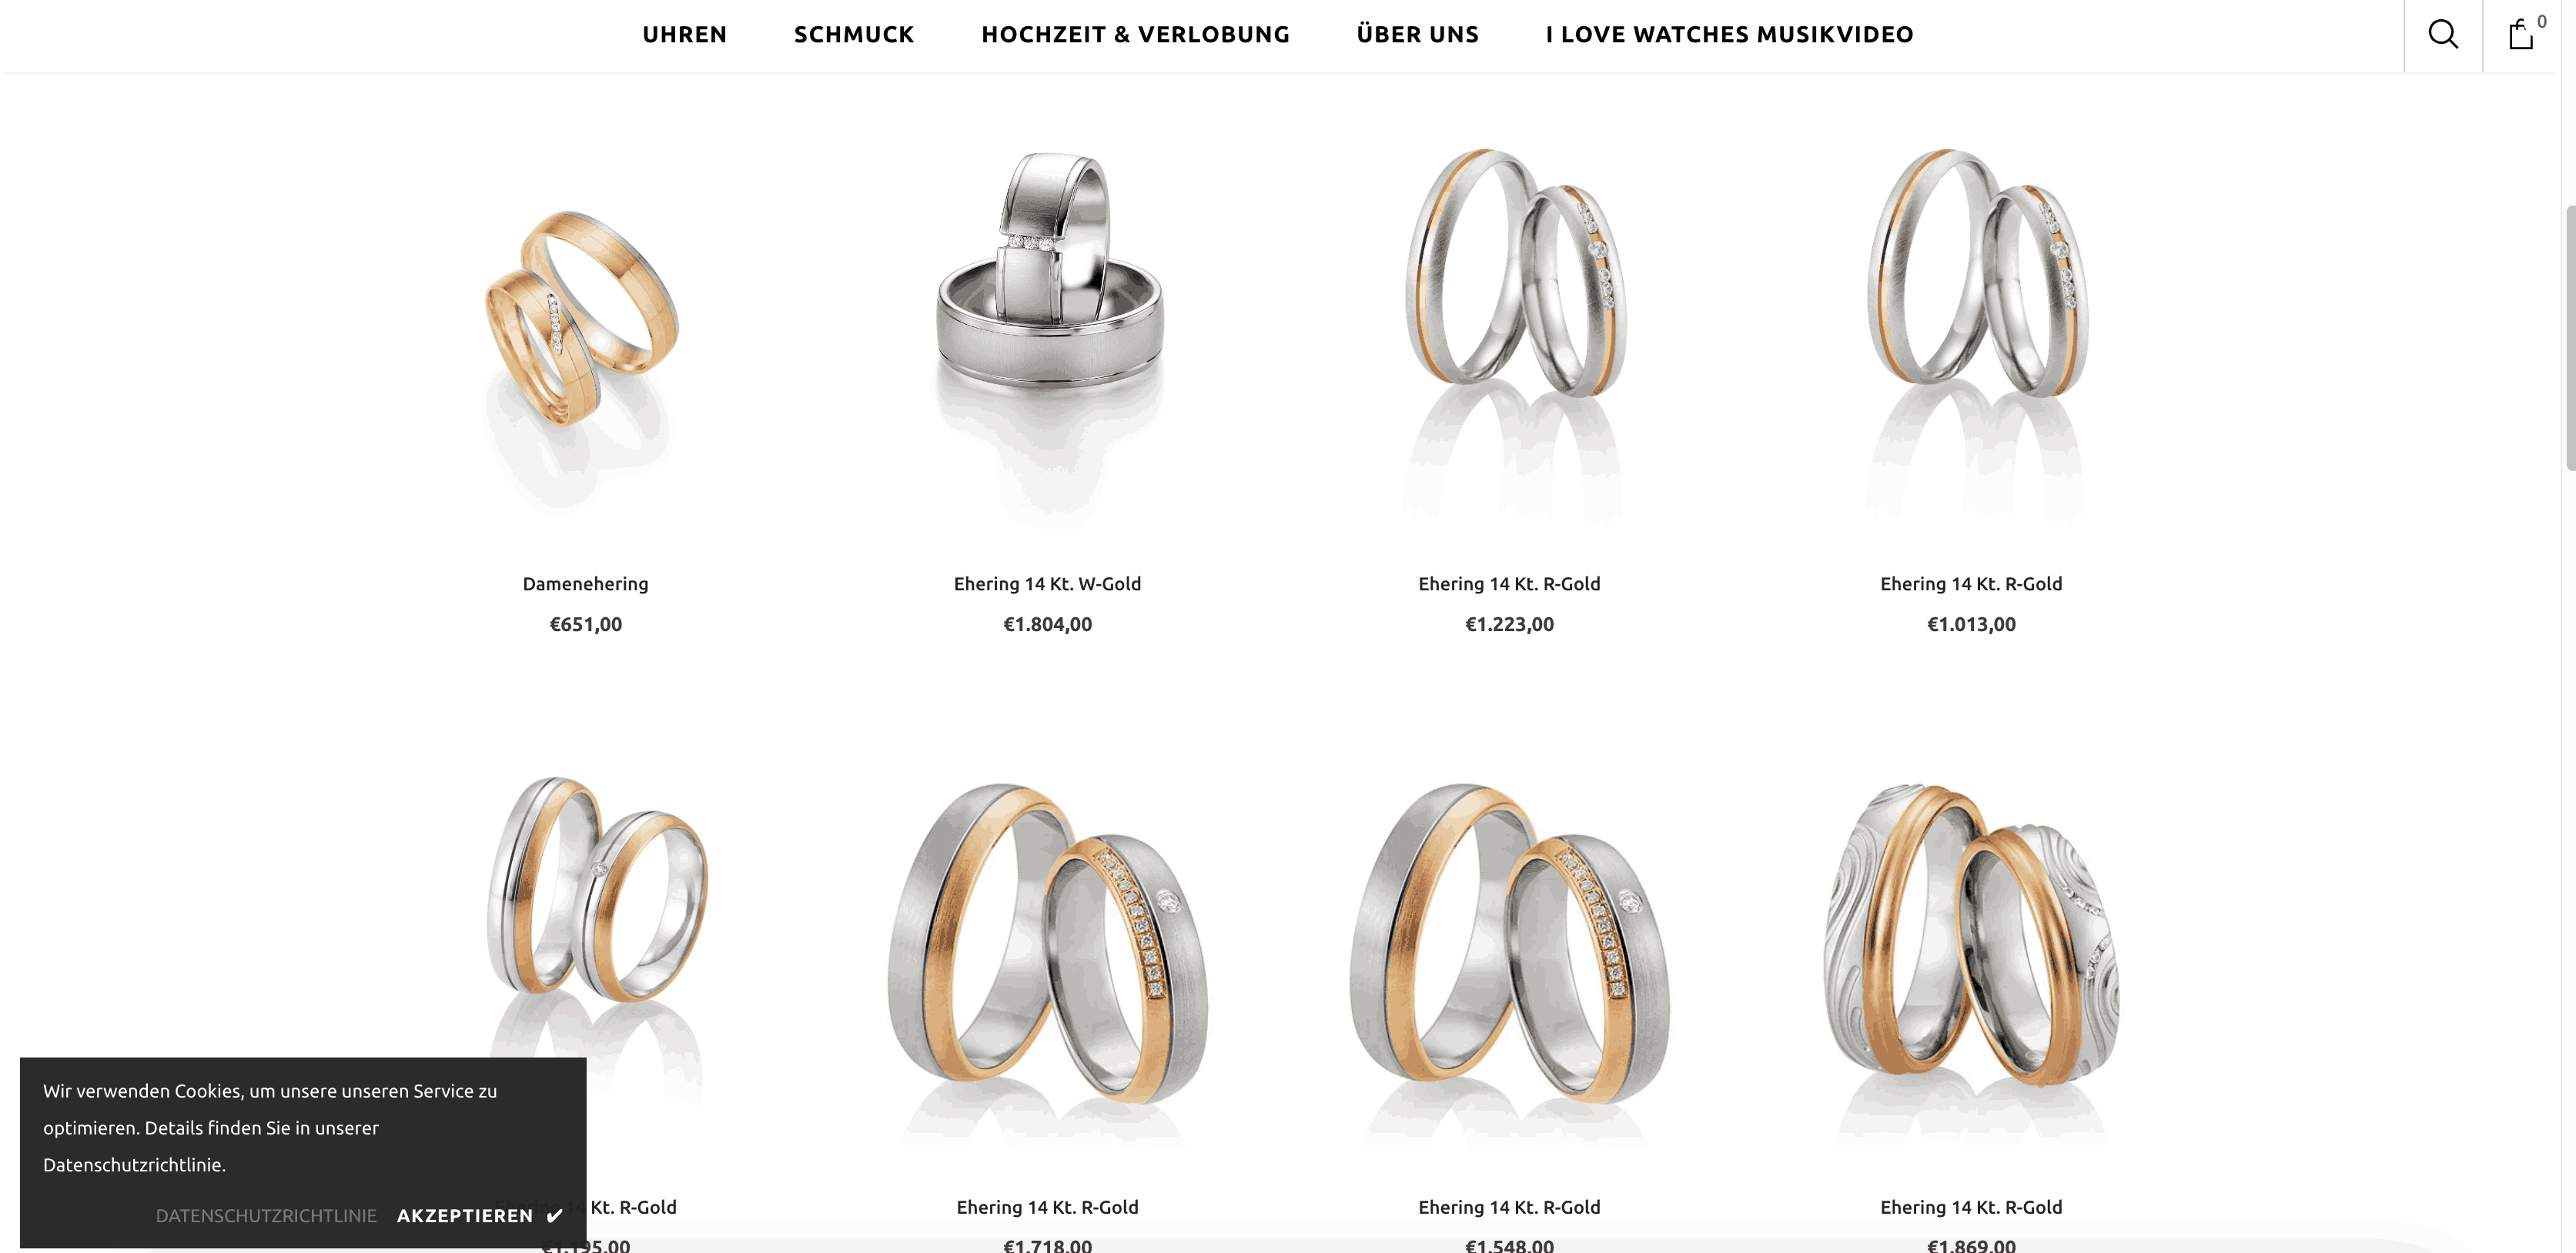 UHREN SCHMUCK HOCHZEIT & VERLOBUNG ÜBER UNS I LOVE WATCHES MUSIKVIDEO 0
Damenehering Ehering 14 Kt. W-Gold Ehering 14 Kt. R-Gold Ehering 14 Kt. R-Gold
€651,00 €1.804,00 €1.223,00 €1.013,00
Wir verwenden Cookies, um unsere unseren Service zu
optimieren. Details finden Sie in unserer
Datenschutzrichtlinie.
DATENSCHUTZRICHTLINIE AKZEPTIEREN ✔
Kt. R-Gold Ehering 14 Kt. R-Gold Ehering 14 Kt. R-Gold Ehering 14 Kt. R-Gold
€1.195,00 €1.718,00 €1.548,00 €1.869,00